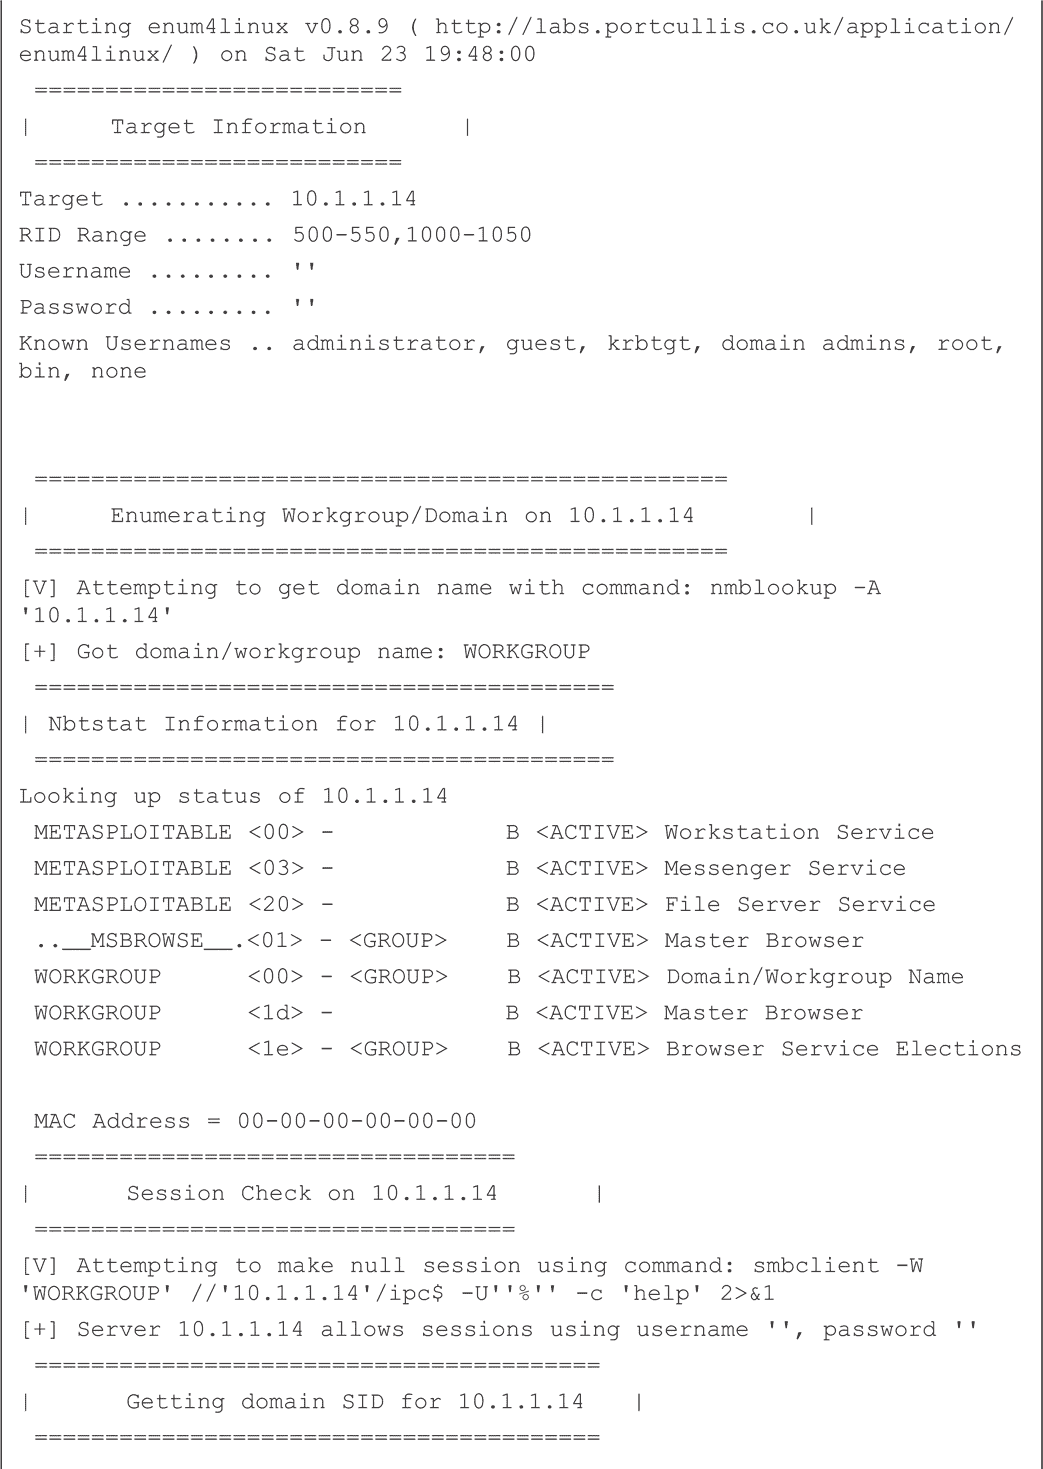 Starting enum4linux v0.8.9 ( http://labs.portcullis.co.uk/application/
enum4linux/ ) on Sat Jun 23 19:48:00
==========================
| Target Information |
==========================
Target ........... 10.1.1.14
RID Range ........ 500-550,1000-1050
Username ......... ''
Password ......... ''
Known Usernames .. administrator, guest, krbtgt, domain admins, root,
bin, none
=================================================
| Enumerating Workgroup/Domain on 10.1.1.14 |
=================================================
[V] Attempting to get domain name with command: nmblookup -A
'10.1.1.14'
[+] Got domain/workgroup name: WORKGROUP
=========================================
| Nbtstat Information for 10.1.1.14 |
=========================================
Looking up status of 10.1.1.14
METASPLOITABLE <00> - B <ACTIVE> Workstation Service
METASPLOITABLE <03> - B <ACTIVE> Messenger Service
METASPLOITABLE <20> - B <ACTIVE> File Server Service
..__MSBROWSE__.<01> - <GROUP> B <ACTIVE> Master Browser
WORKGROUP <00> - <GROUP> B <ACTIVE> Domain/Workgroup Name
WORKGROUP <1d> - B <ACTIVE> Master Browser
WORKGROUP <1e> - <GROUP> B <ACTIVE> Browser Service Elections
MAC Address = 00-00-00-00-00-00
==================================
| Session Check on 10.1.1.14 |
==================================
[V] Attempting to make null session using command: smbclient -W
'WORKGROUP' //'10.1.1.14'/ipc$ -U''%'' -c 'help' 2>&1
[+] Server 10.1.1.14 allows sessions using username '', password ''
========================================
| Getting domain SID for 10.1.1.14 |
========================================